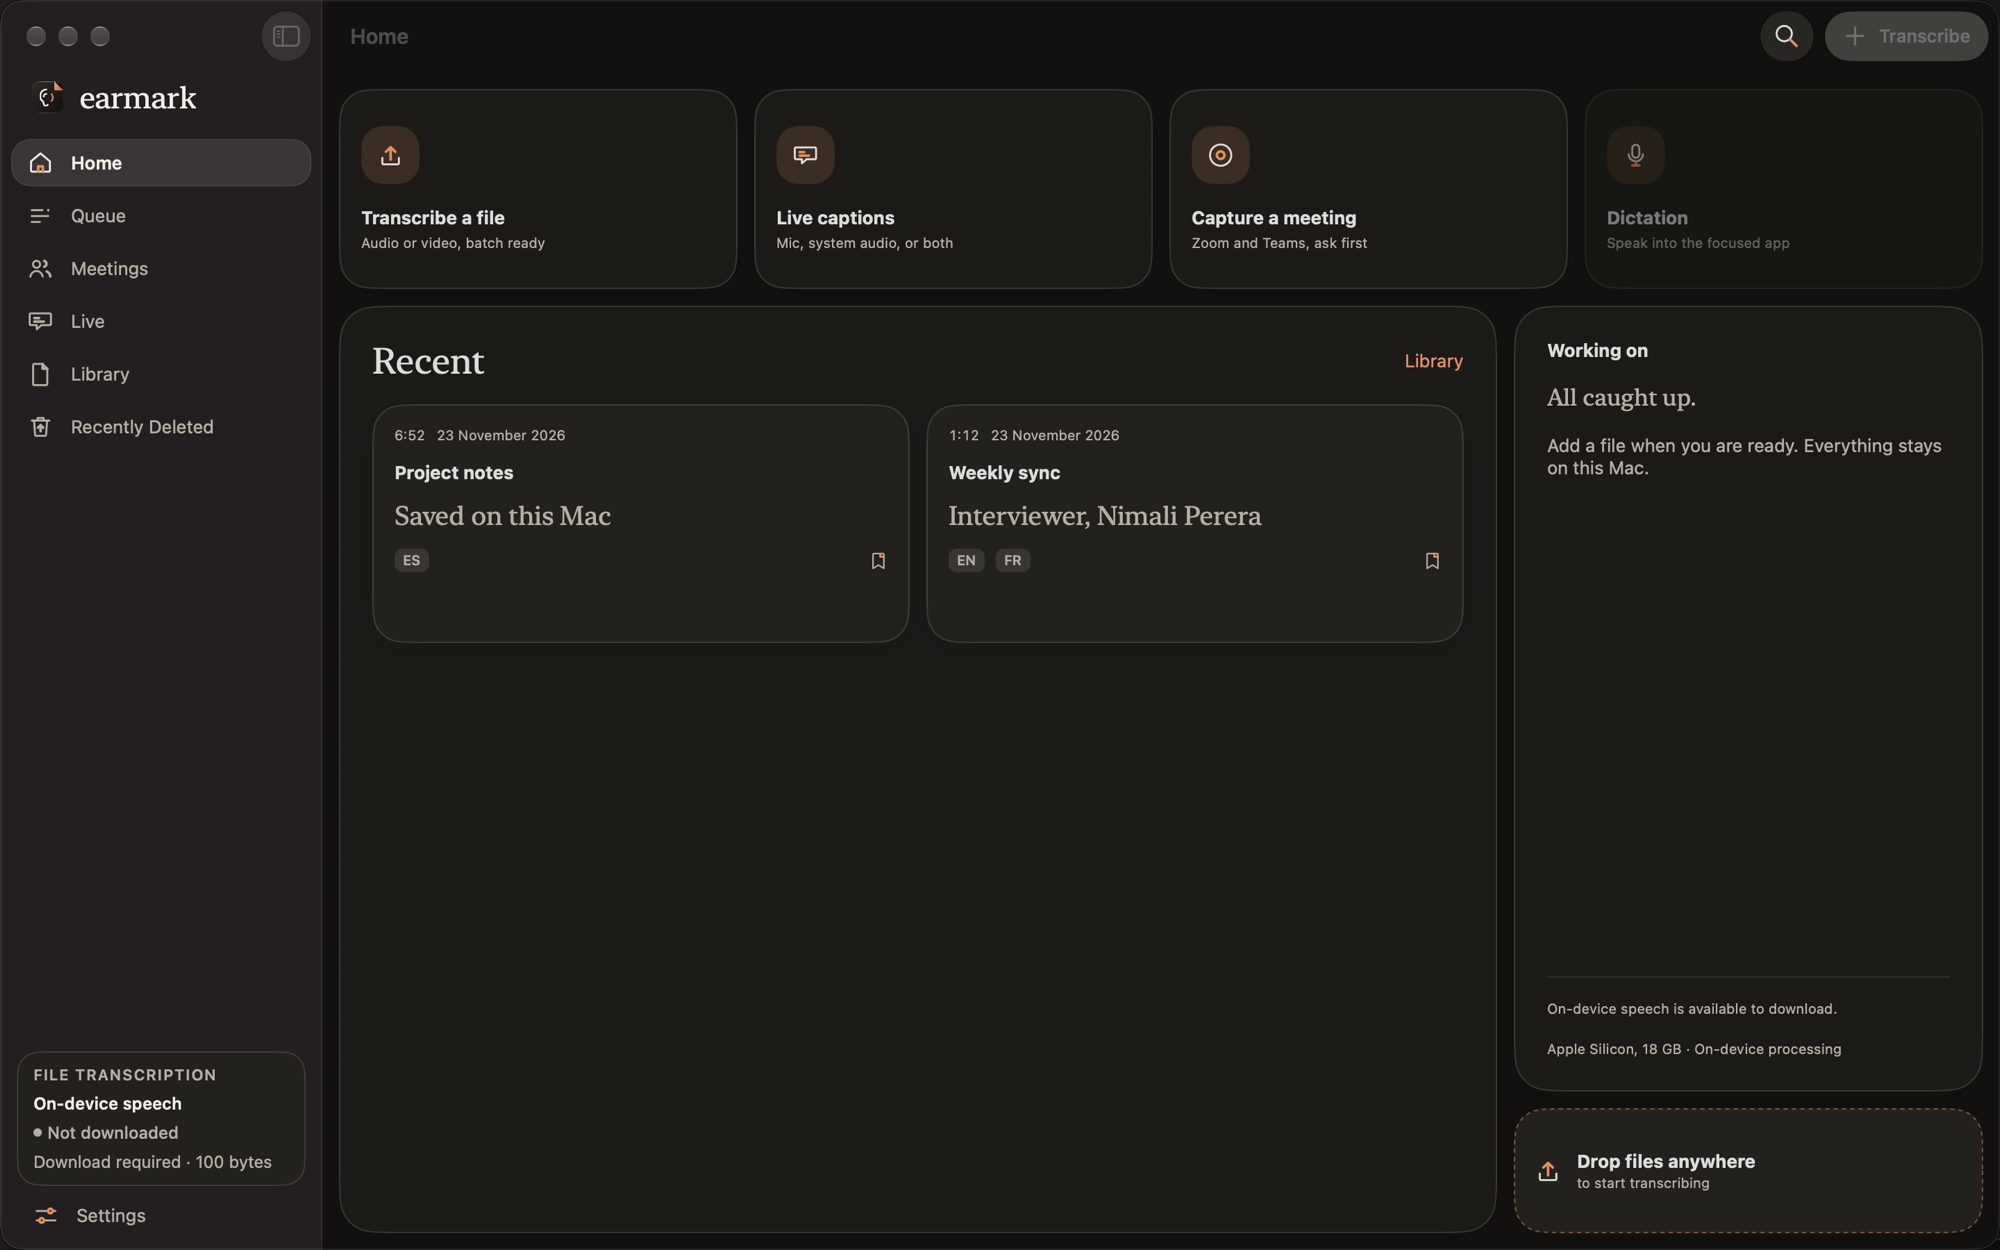 Home
Transcribe
earmark
Home
Queue
Meetings
Live
Library
Recently Deleted
FILE TRANSCRIPTION
On-device speech
Not downloaded
Download required · 100 bytes
Settings
Transcribe a file
Audio or video, batch ready
Live captions
Mic, system audio, or both
Capture a meeting
Zoom and Teams, ask first
Dictation
Speak into the focused app
Recent
Library
6:52 23 November 2026
Project notes
Saved on this Mac
ES
1:12 23 November 2026
Weekly sync
Interviewer, Nimali Perera
EN FR
Working on
All caught up.
Add a file when you are ready. Everything stays
on this Mac.
On-device speech is available to download.
Apple Silicon, 18 GB · On-device processing
Drop files anywhere
to start transcribing